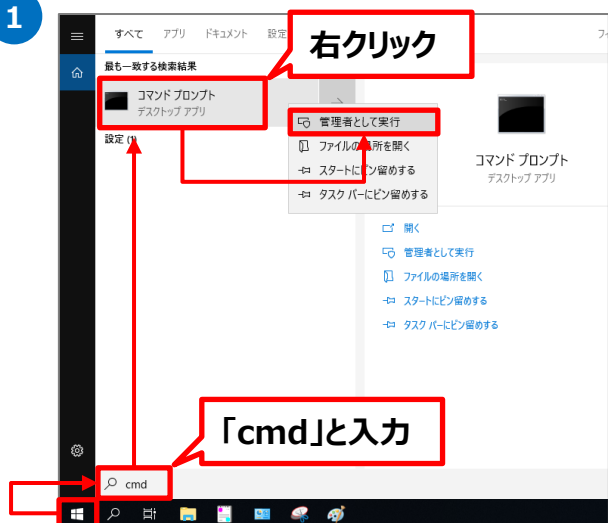 1
すべて アプリ ドキュメント 設定
右クリック
最も一致する検索結果
コマンド プロンプト
デスクトップ アプリ
管理者として実行
設定 (1)
ファイルの場所を開く
スタートにピン留めする
タスク バーにピン留めする
コマンド プロンプト
デスクトップ アプリ
開く
管理者として実行
ファイルの場所を開く
スタートにピン留めする
タスク バーにピン留めする
「cmd」と入力
cmd